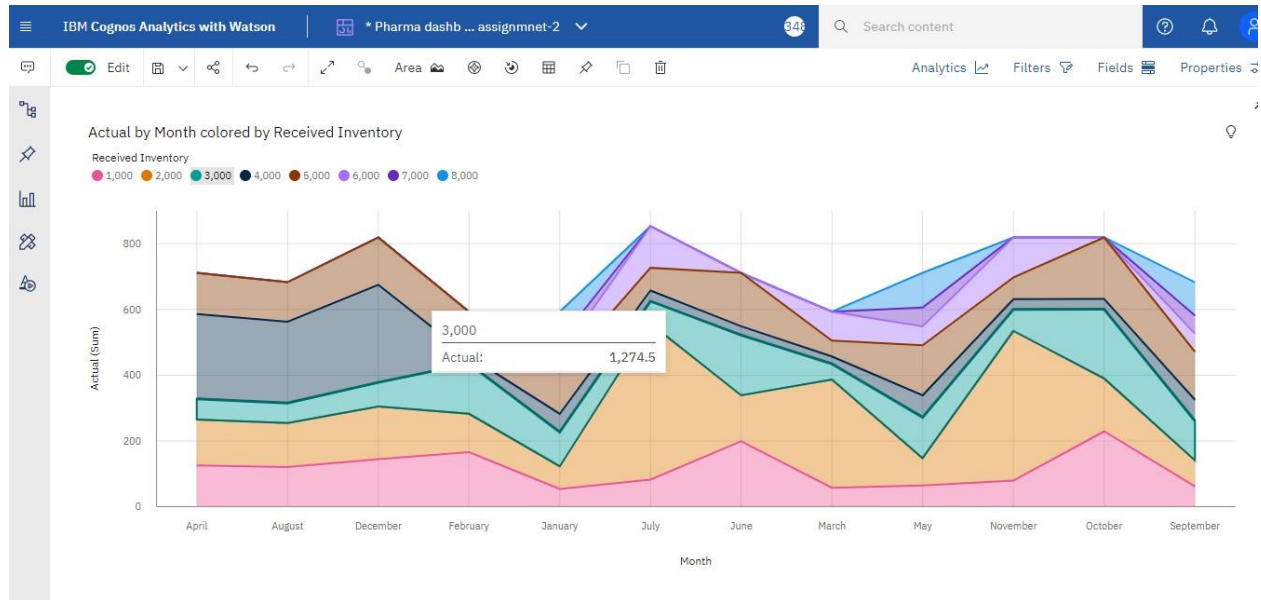 IBM Cognos Analytics with Watson
* Pharma dashb ... assignmnet-2
348
Search content
Edit
Area
Analytics
Filters
Fields
Properties
Actual by Month colored by Received Inventory
Received Inventory
1,000 2,000 3,000 4,000 5,000 6,000 7,000 8,000
800
600
400
200
0
Actual (Sum)
3,000
Actual: 1,274.5
April August December February January July June March May November October September
Month